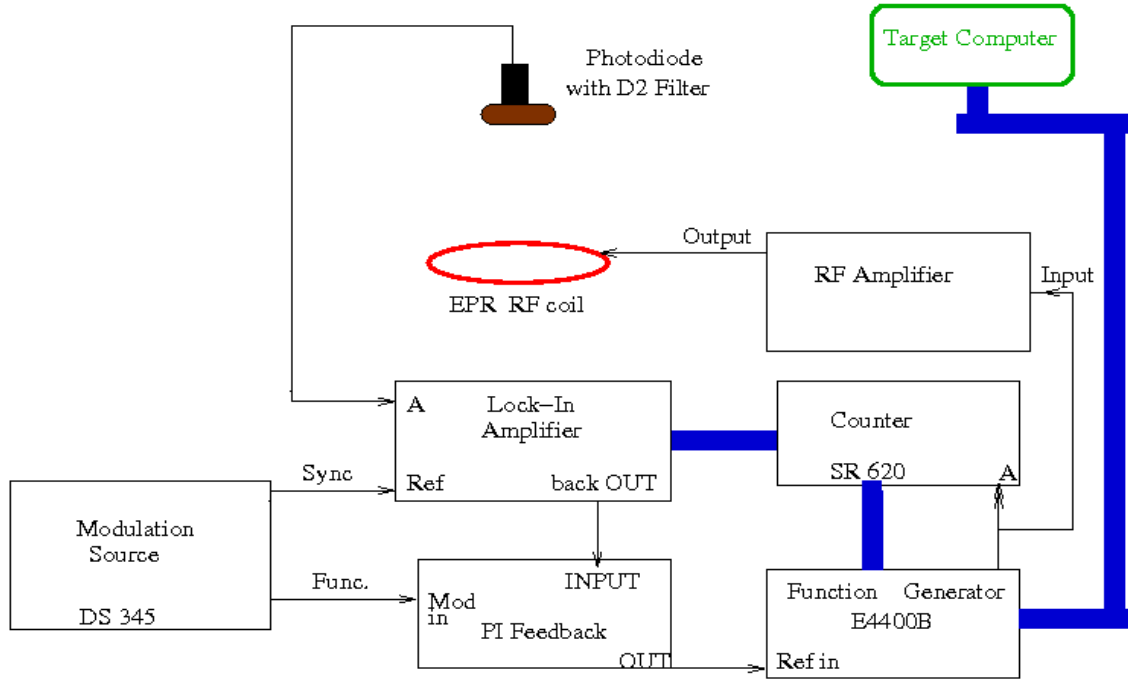 Target Computer
Photodiode
with D2 Filter
Output
RF Amplifier
Input
EPR RF coil
A
Lock-In
Amplifier
Ref
back OUT
Counter
SR 620
A
Sync
Modulation
Source
DS 345
Func.
INPUT
Mod
in
PI Feedback
OUT
Function Generator
E4400B
Ref in